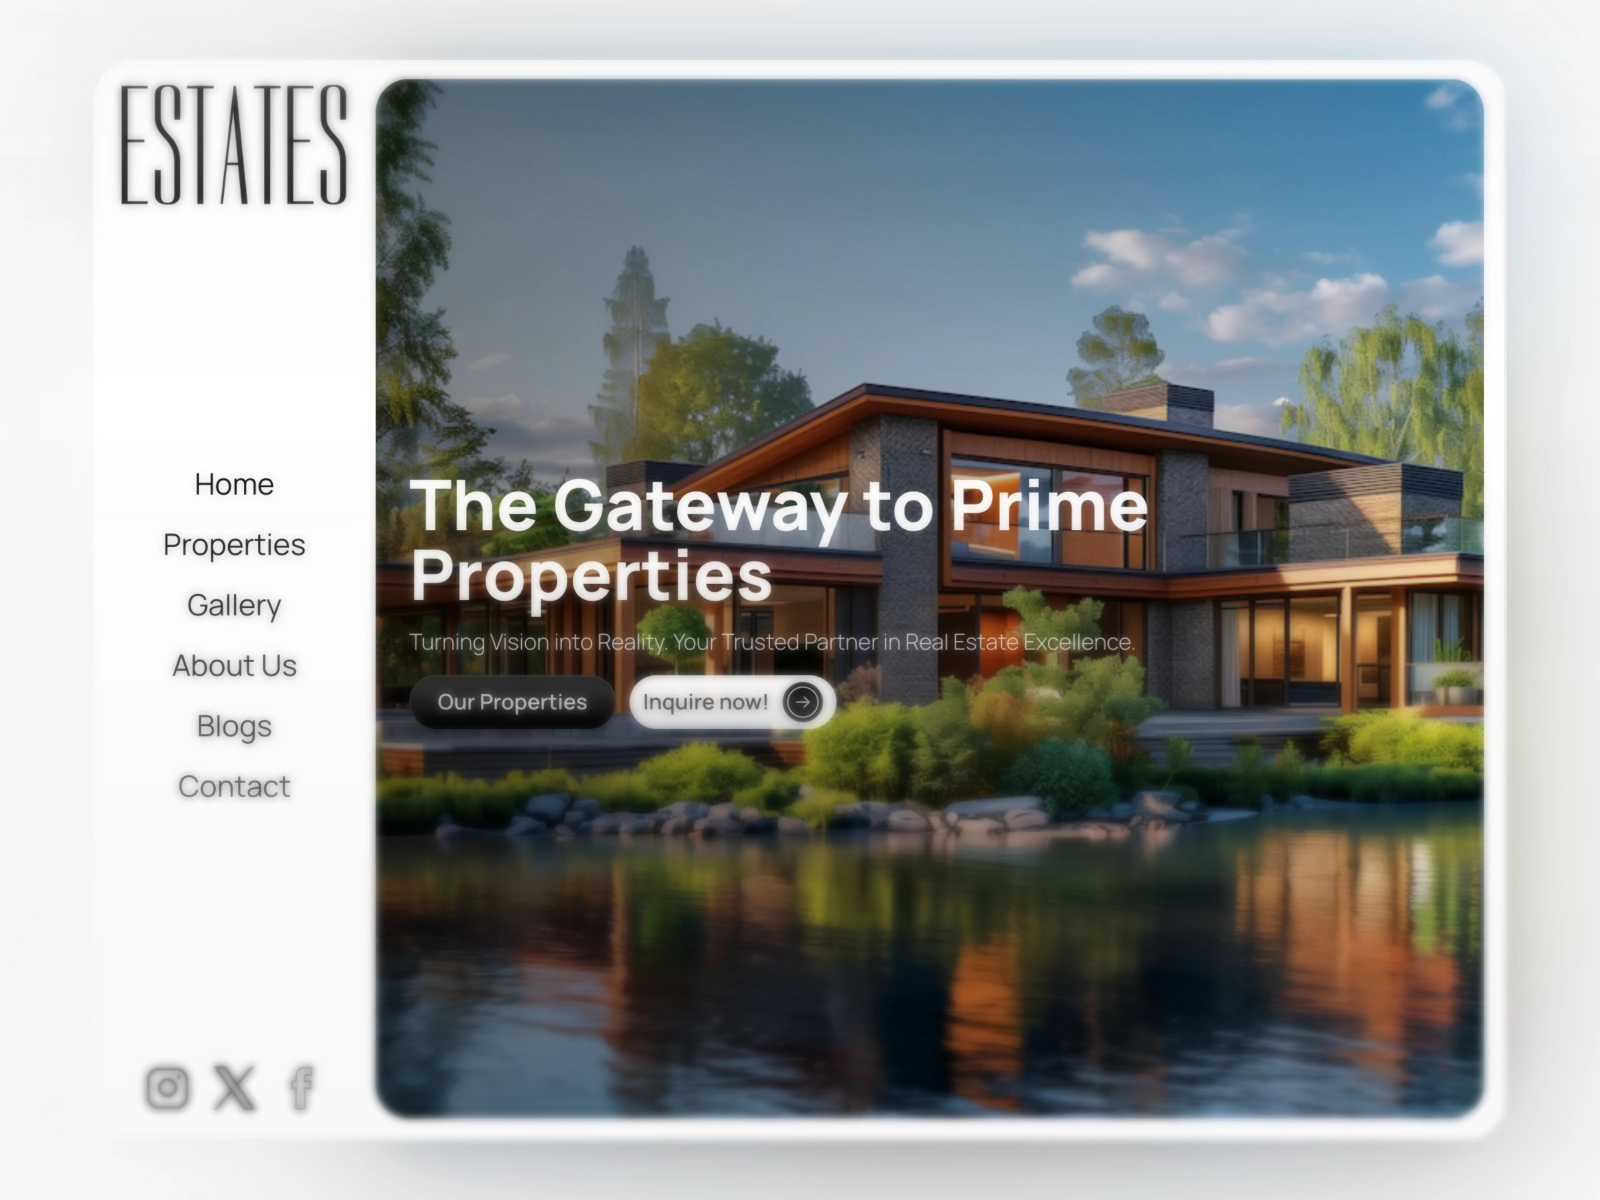 ESTATES
Home
Properties
Gallery
About Us
Blogs
Contact
The Gateway to Prime
Properties
Turning Vision into Reality. Your Trusted Partner in Real Estate Excellence.
Our Properties
Inquire now!